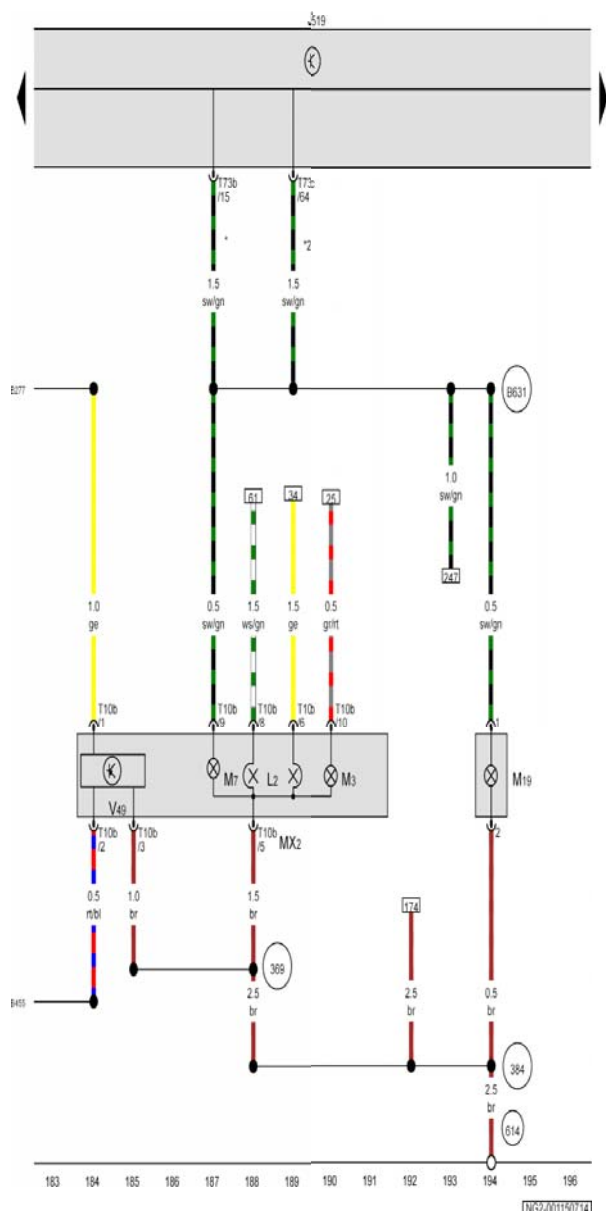 J519
T73b
/15
T73c
/64
*
*2
1.5
sw/gn
1.5
sw/gn
B277
B631
61
34
25
1.0
sw/gn
247
1.0
ge
0.5
sw/gn
1.5
ws/gn
1.5
ge
0.5
gr/rt
0.5
sw/gn
T10b
/1
T10b
/9
T10b
/8
T10b
/6
T10b
/10
1
M7
L2
M3
M19
V49
T10b
/2
T10b
/3
T10b
/5
MX2
2
0.5
rt/bl
1.0
br
1.5
br
174
369
2.5
br
2.5
br
0.5
br
B455
384
2.5
br
614
183 184 185 186 187 188 189 190 191 192 193 194 195 196
NG2-001150714